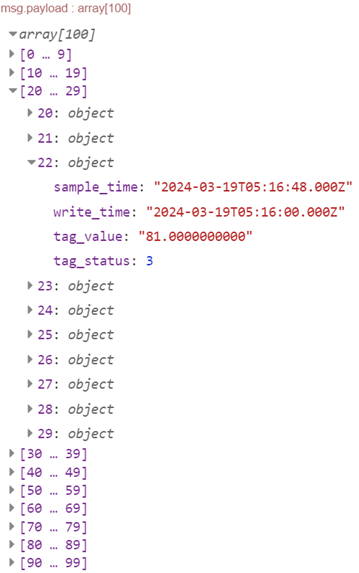 msg.payload : array[100]
array[100]
[0 … 9]
[10 … 19]
[20 … 29]
20: object
21: object
22: object
sample_time: "2024-03-19T05:16:48.000Z"
write_time: "2024-03-19T05:16:00.000Z"
tag_value: "81.0000000000"
tag_status: 3
23: object
24: object
25: object
26: object
27: object
28: object
29: object
[30 … 39]
[40 … 49]
[50 … 59]
[60 … 69]
[70 … 79]
[80 … 89]
[90 … 99]